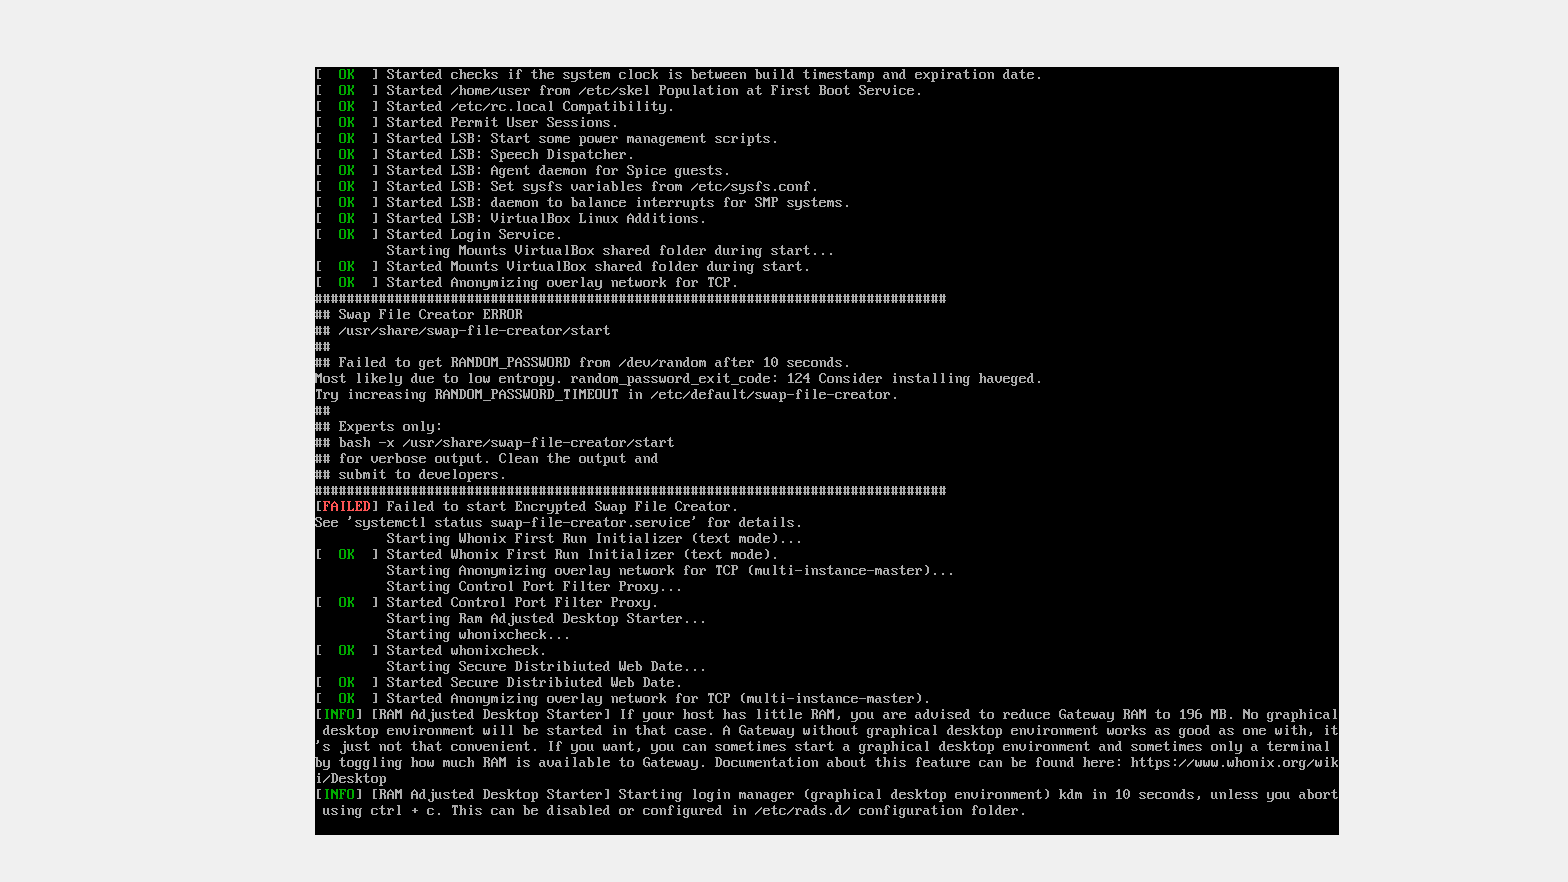 [  OK  ] Started checks if the system clock is between build timestamp and expiration date.
[  OK  ] Started /home/user from /etc/skel Population at First Boot Service.
[  OK  ] Started /etc/rc.local Compatibility.
[  OK  ] Started Permit User Sessions.
[  OK  ] Started LSB: Start some power management scripts.
[  OK  ] Started LSB: Speech Dispatcher.
[  OK  ] Started LSB: Agent daemon for Spice guests.
[  OK  ] Started LSB: Set sysfs variables from /etc/sysfs.conf.
[  OK  ] Started LSB: daemon to balance interrupts for SMP systems.
[  OK  ] Started LSB: VirtualBox Linux Additions.
[  OK  ] Started Login Service.
         Starting Mounts VirtualBox shared folder during start...
[  OK  ] Started Mounts VirtualBox shared folder during start.
[  OK  ] Started Anonymizing overlay network for TCP.
###############################################################################
## Swap File Creator ERROR
## /usr/share/swap-file-creator/start
##
## Failed to get RANDOM_PASSWORD from /dev/random after 10 seconds.
Most likely due to low entropy. random_password_exit_code: 124 Consider installing haveged.
Try increasing RANDOM_PASSWORD_TIMEOUT in /etc/default/swap-file-creator.
##
## Experts only:
## bash -x /usr/share/swap-file-creator/start
## for verbose output. Clean the output and
## submit to developers.
###############################################################################
[FAILED] Failed to start Encrypted Swap File Creator.
See 'systemctl status swap-file-creator.service' for details.
         Starting Whonix First Run Initializer (text mode)...
[  OK  ] Started Whonix First Run Initializer (text mode).
         Starting Anonymizing overlay network for TCP (multi-instance-master)...
         Starting Control Port Filter Proxy...
[  OK  ] Started Control Port Filter Proxy.
         Starting Ram Adjusted Desktop Starter...
         Starting whonixcheck...
[  OK  ] Started whonixcheck.
         Starting Secure Distribiuted Web Date...
[  OK  ] Started Secure Distribiuted Web Date.
[  OK  ] Started Anonymizing overlay network for TCP (multi-instance-master).
[INFO] [RAM Adjusted Desktop Starter] If your host has little RAM, you are advised to reduce Gateway RAM to 196 MB. No graphical
 desktop environment will be started in that case. A Gateway without graphical desktop environment works as good as one with, it
's just not that convenient. If you want, you can sometimes start a graphical desktop environment and sometimes only a terminal
by toggling how much RAM is available to Gateway. Documentation about this feature can be found here: https://www.whonix.org/wik
i/Desktop
[INFO] [RAM Adjusted Desktop Starter] Starting login manager (graphical desktop environment) kdm in 10 seconds, unless you abort
 using ctrl + c. This can be disabled or configured in /etc/rads.d/ configuration folder.